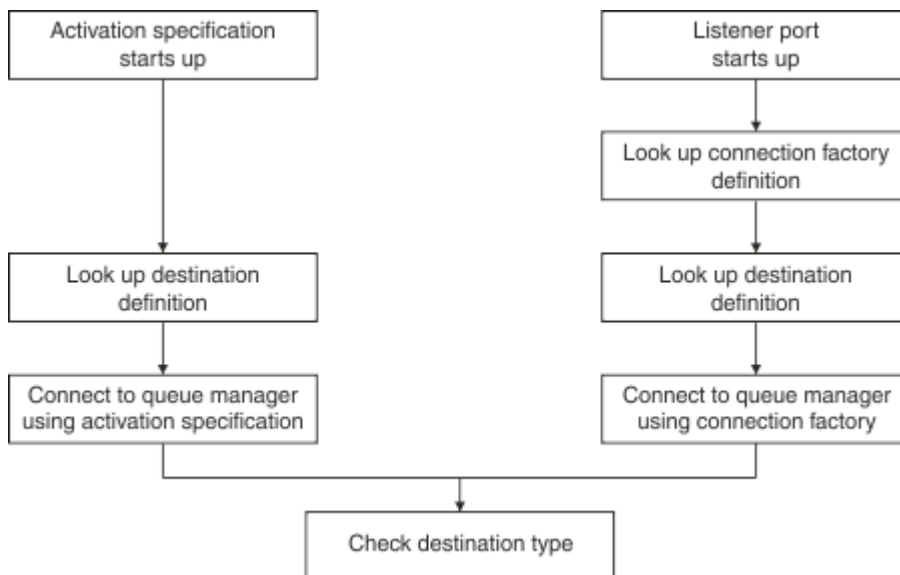 Activation specification
starts up
Listener port
starts up
Look up connection factory
definition
Look up destination
definition
Look up destination
definition
Connect to queue manager
using activation specification
Connect to queue manager
using connection factory
Check destination type